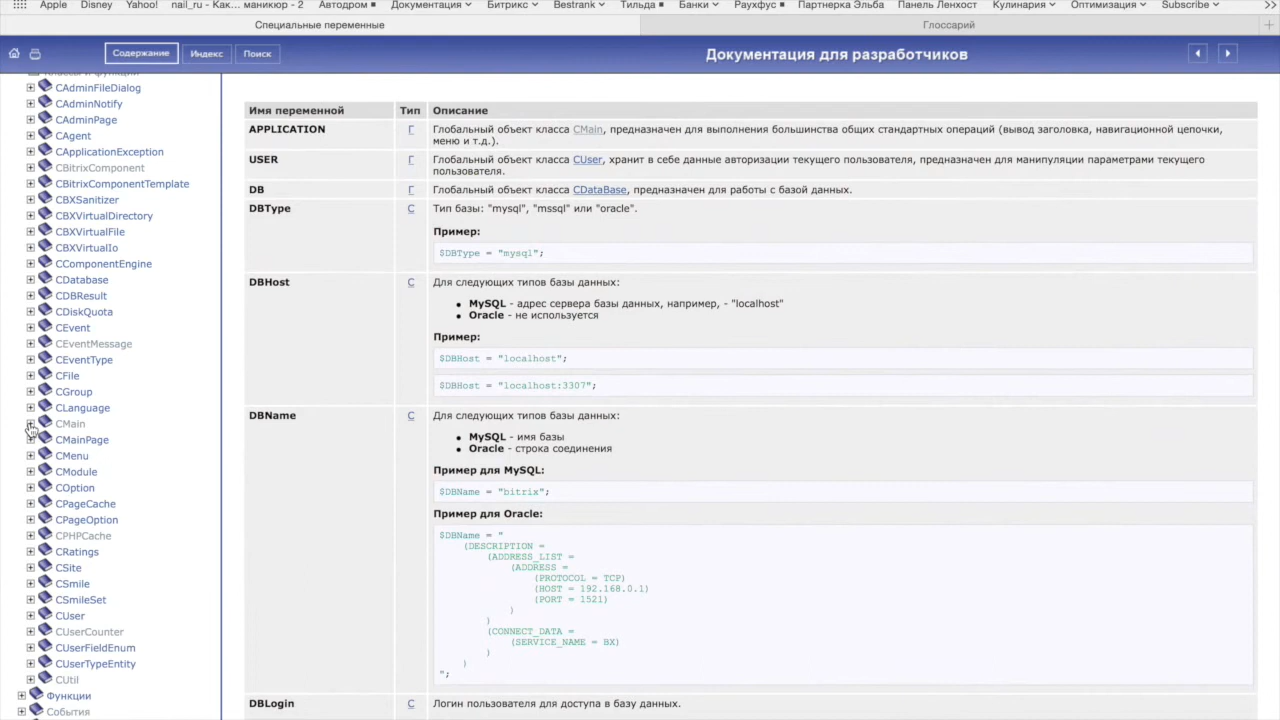 Apple Disney Yahoo! nail_ru - Как... маникюр - 2 Автодром Документация Битрикс Bestrank Тильда Банки Раухфус Партнерка Эльба Панель Ленхост Кулинария Оптимизация Subscribe
Специальные переменные Глоссарий
Содержание Индекс Поиск Документация для разработчиков
Классы и функции
CAdminFileDialog
CAdminNotify
CAdminPage
CAgent
CApplicationException
CBitrixComponent
CBitrixComponentTemplate
CBXSanitizer
CBXVirtualDirectory
CBXVirtualFile
CBXVirtualIo
CComponentEngine
CDatabase
CDBResult
CDiskQuota
CEvent
CEventMessage
CEventType
CFile
CGroup
CLanguage
CMain
CMainPage
CMenu
CModule
COption
CPageCache
CPageOption
CPHPCache
CRatings
CSite
CSmile
CSmileSet
CUser
CUserCounter
CUserFieldEnum
CUserTypeEntity
CUtil
Функции
События
Имя переменной Тип Описание
APPLICATION Г Глобальный объект класса CMain, предназначен для выполнения большинства общих стандартных операций (вывод заголовка, навигационной цепочки,
меню и т.д.).
USER Г Глобальный объект класса CUser, хранит в себе данные авторизации текущего пользователя, предназначен для манипуляции параметрами текущего
пользователя.
DB Г Глобальный объект класса CDataBase, предназначен для работы с базой данных.
DBType С Тип базы: "mysql", "mssql" или "oracle".
Пример:
$DBType = "mysql";
DBHost С Для следующих типов базы данных:
• MySQL - адрес сервера базы данных, например, - "localhost"
• Oracle - не используется
Пример:
$DBHost = "localhost";
$DBHost = "localhost:3307";
DBName С Для следующих типов базы данных:
• MySQL - имя базы
• Oracle - строка соединения
Пример для MySQL:
$DBName = "bitrix";
Пример для Oracle:
$DBName = "
(DESCRIPTION =
(ADDRESS_LIST =
(ADDRESS =
(PROTOCOL = TCP)
(HOST = 192.168.0.1)
(PORT = 1521)
)
)
(CONNECT_DATA =
(SERVICE_NAME = BX)
)
)
";
DBLogin С Логин пользователя для доступа в базу данных.